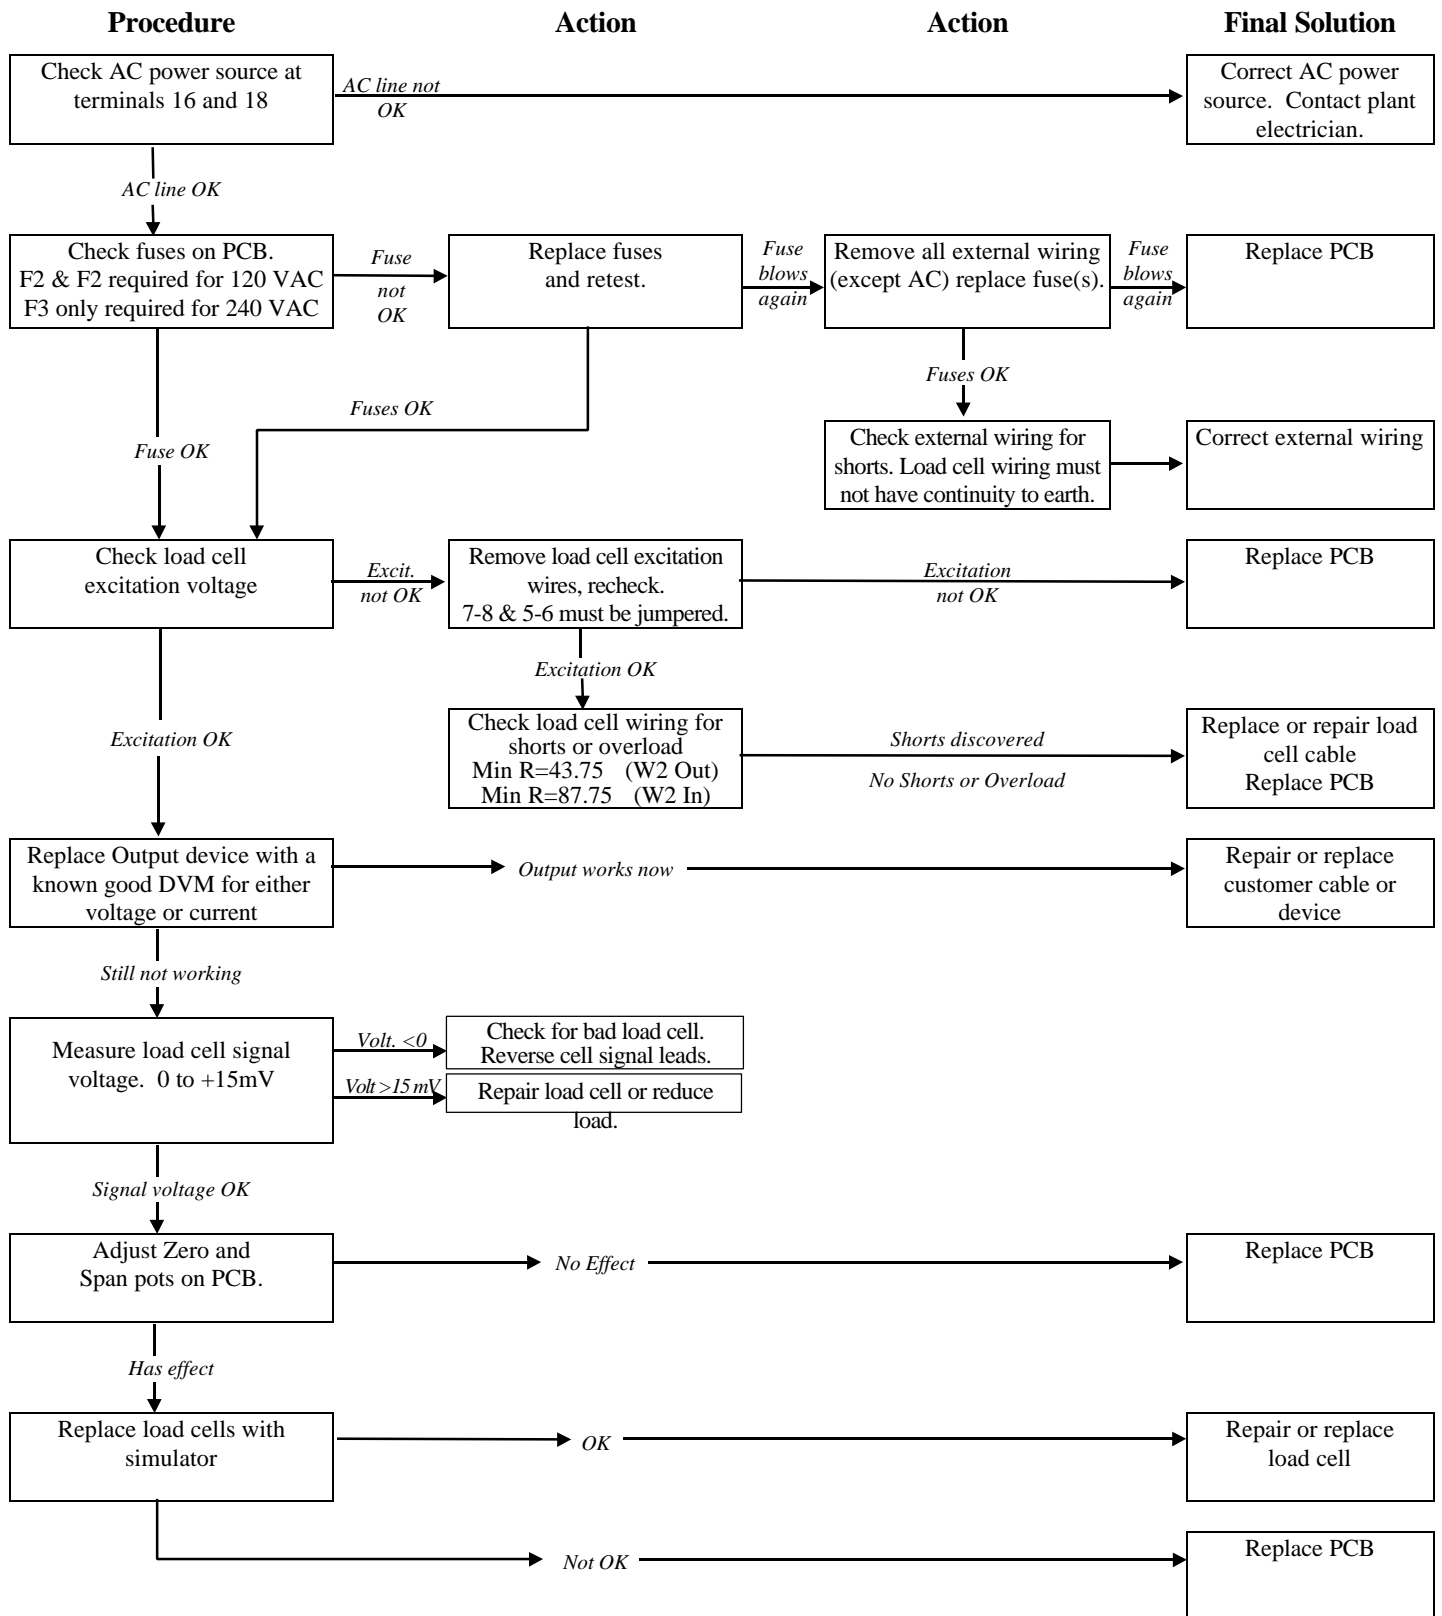 Procedure
Action
Action
Final Solution
Check AC power source at
terminals 16 and 18
AC line not
OK
Correct AC power
source.  Contact plant
electrician.
AC line OK
Check fuses on PCB.
F2 & F2 required for 120 VAC
F3 only required for 240 VAC
Fuse
not
OK
Replace fuses
and retest.
Fuse
blows
again
Remove all external wiring
(except AC) replace fuse(s).
Fuse
blows
again
Replace PCB
Fuses OK
Fuses OK
Fuse OK
Check external wiring for
shorts. Load cell wiring must
not have continuity to earth.
Correct external wiring
Check load cell
excitation voltage
Excit.
not OK
Remove load cell excitation
wires, recheck.
7-8 & 5-6 must be jumpered.
Excitation
not OK
Replace PCB
Excitation OK
Excitation OK
Check load cell wiring for
shorts or overload
Min R=43.75   (W2 Out)
Min R=87.75   (W2 In)
Shorts discovered
No Shorts or Overload
Replace or repair load
cell cable
Replace PCB
Replace Output device with a
known good DVM for either
voltage or current
Output works now
Repair or replace
customer cable or
device
Still not working
Measure load cell signal
voltage.  0 to +15mV
Volt. <0
Check for bad load cell.
Reverse cell signal leads.
Volt >15 mV
Repair load cell or reduce
load.
Signal voltage OK
Adjust Zero and
Span pots on PCB.
No Effect
Replace PCB
Has effect
Replace load cells with
simulator
OK
Repair or replace
load cell
Not OK
Replace PCB